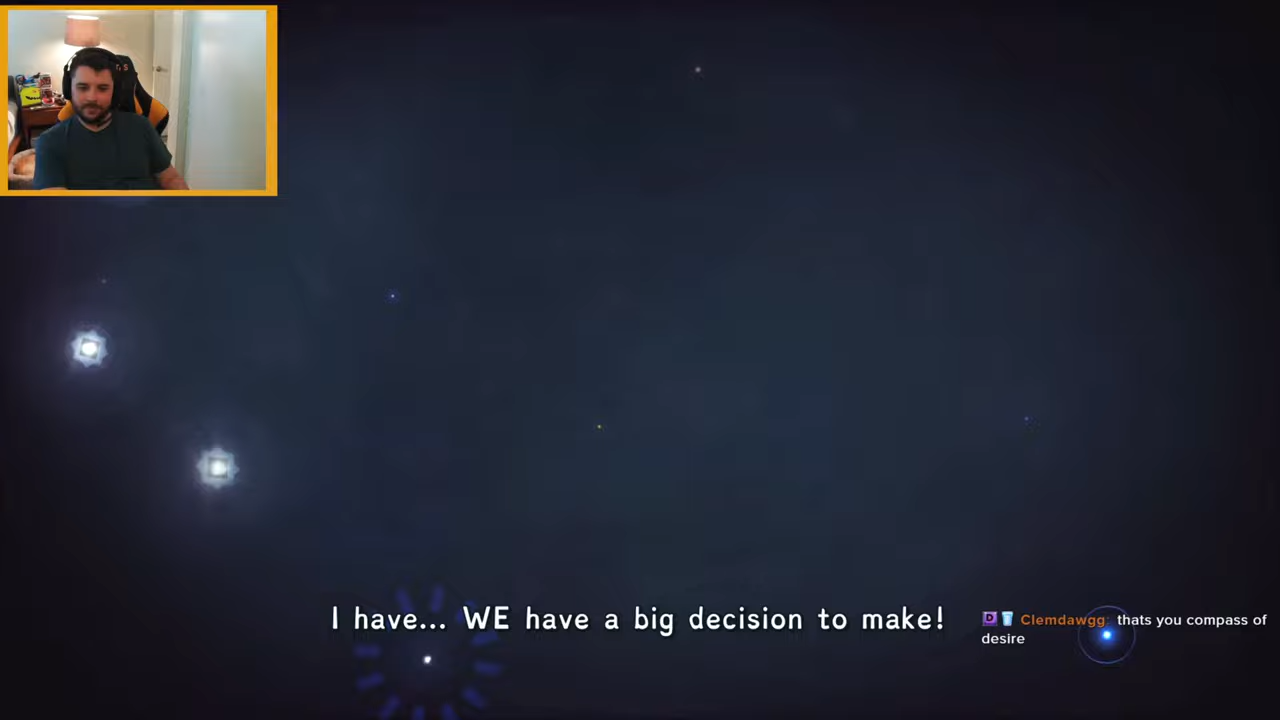 I have... WE have a big decision to make!
Clemdawgg: thats you compass of
desire